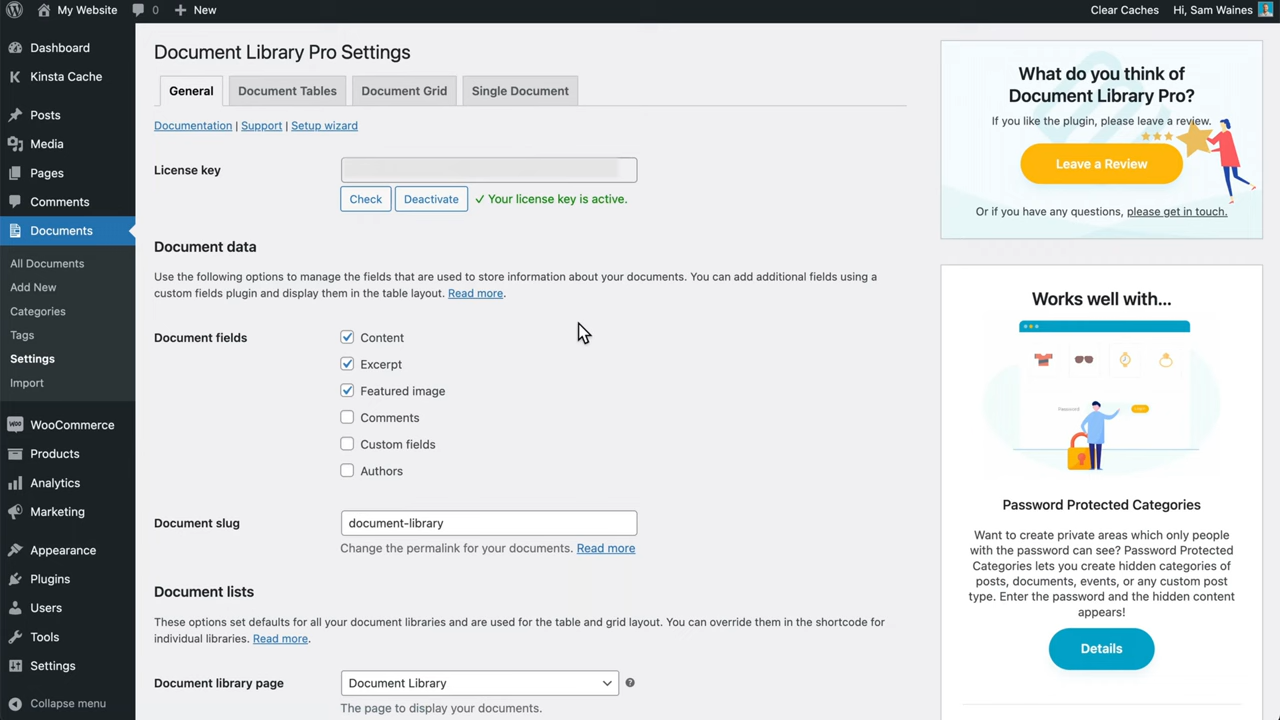 My Website
0
New
Clear Caches
Hi, Sam Waines
Dashboard
Kinsta Cache
Posts
Media
Pages
Comments
Documents
All Documents
Add New
Categories
Tags
Settings
Import
WooCommerce
Products
Analytics
Marketing
Appearance
Plugins
Users
Tools
Settings
Collapse menu
Document Library Pro Settings
General
Document Tables
Document Grid
Single Document
Documentation | Support | Setup wizard
License key
Check
Deactivate
✓ Your license key is active.
Document data
Use the following options to manage the fields that are used to store information about your documents. You can add additional fields using a
custom fields plugin and display them in the table layout. Read more.
Document fields
Content
Excerpt
Featured image
Comments
Custom fields
Authors
Document slug
document-library
Change the permalink for your documents. Read more
Document lists
These options set defaults for all your document libraries and are used for the table and grid layout. You can override them in the shortcode for
individual libraries. Read more.
Document library page
Document Library
?
The page to display your documents.
What do you think of
Document Library Pro?
If you like the plugin, please leave a review.
Leave a Review
Or if you have any questions, please get in touch.
Works well with...
Password
Password Protected Categories
Want to create private areas which only people
with the password can see? Password Protected
Categories lets you create hidden categories of
posts, documents, events, or any custom post
type. Enter the password and the hidden content
appears!
Details